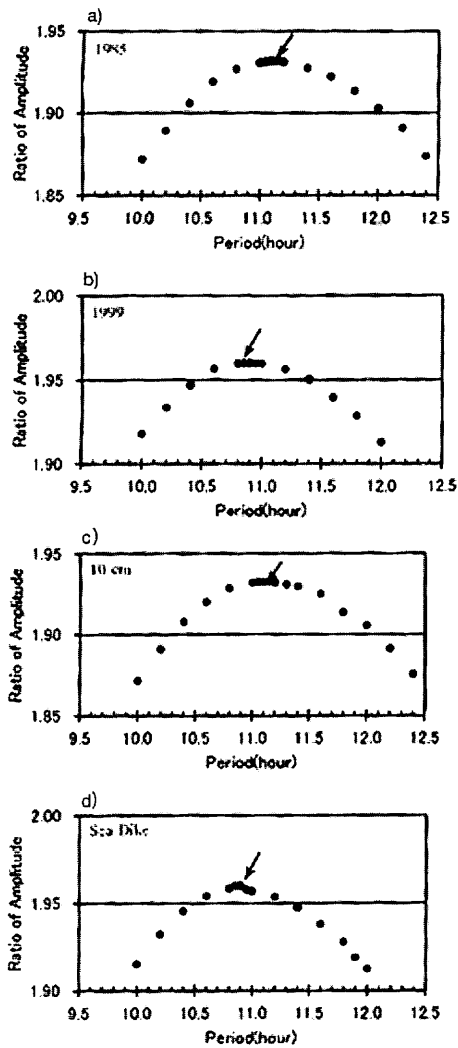 a)
1985
Ratio of Amplitude
1.95
1.90
1.85
9.5 10.0 10.5 11.0 11.5 12.0 12.5
Period(hour)
b)
1999
Ratio of Amplitude
2.00
1.95
1.90
9.5 10.0 10.5 11.0 11.5 12.0 12.5
Period(hour)
c)
10 cm
Ratio of Amplitude
1.95
1.90
1.85
9.5 10.0 10.5 11.0 11.5 12.0 12.5
Period(hour)
d)
Sea Dike
Ratio of Amplitude
2.00
1.95
1.90
9.5 10.0 10.5 11.0 11.5 12.0 12.5
Period(hour)